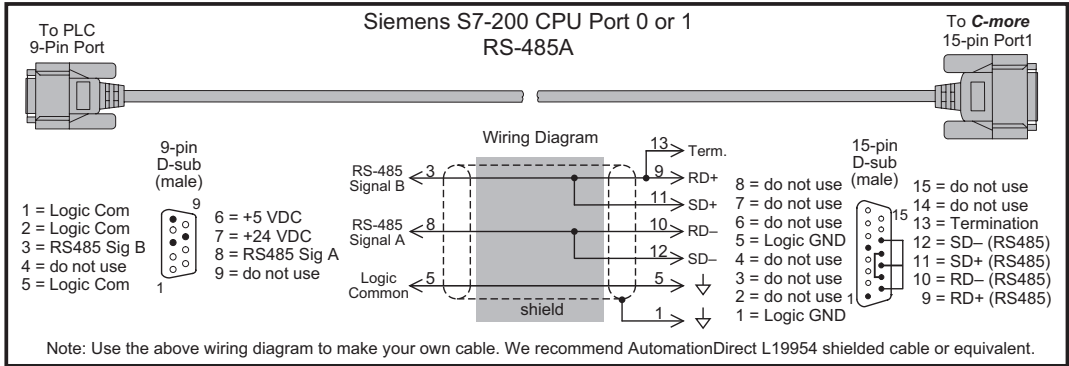 Siemens S7-200 CPU Port 0 or 1
RS-485A
To PLC
9-Pin Port
To C-more
15-pin Port1
9-pin
D-sub
(male)
9
1
1 = Logic Com
2 = Logic Com
3 = RS485 Sig B
4 = do not use
5 = Logic Com
6 = +5 VDC
7 = +24 VDC
8 = RS485 Sig A
9 = do not use
Wiring Diagram
13 Term.
RS-485
Signal B
3
9 RD+
11 SD+
RS-485
Signal A
8
10 RD–
12 SD–
Logic
Common
5
5
shield
1
15-pin
D-sub
(male)
15
1
8 = do not use
7 = do not use
6 = do not use
5 = Logic GND
4 = do not use
3 = do not use
2 = do not use
1 = Logic GND
15 = do not use
14 = do not use
13 = Termination
12 = SD– (RS485)
11 = SD+ (RS485)
10 = RD– (RS485)
9 = RD+ (RS485)
Note: Use the above wiring diagram to make your own cable. We recommend AutomationDirect L19954 shielded cable or equivalent.